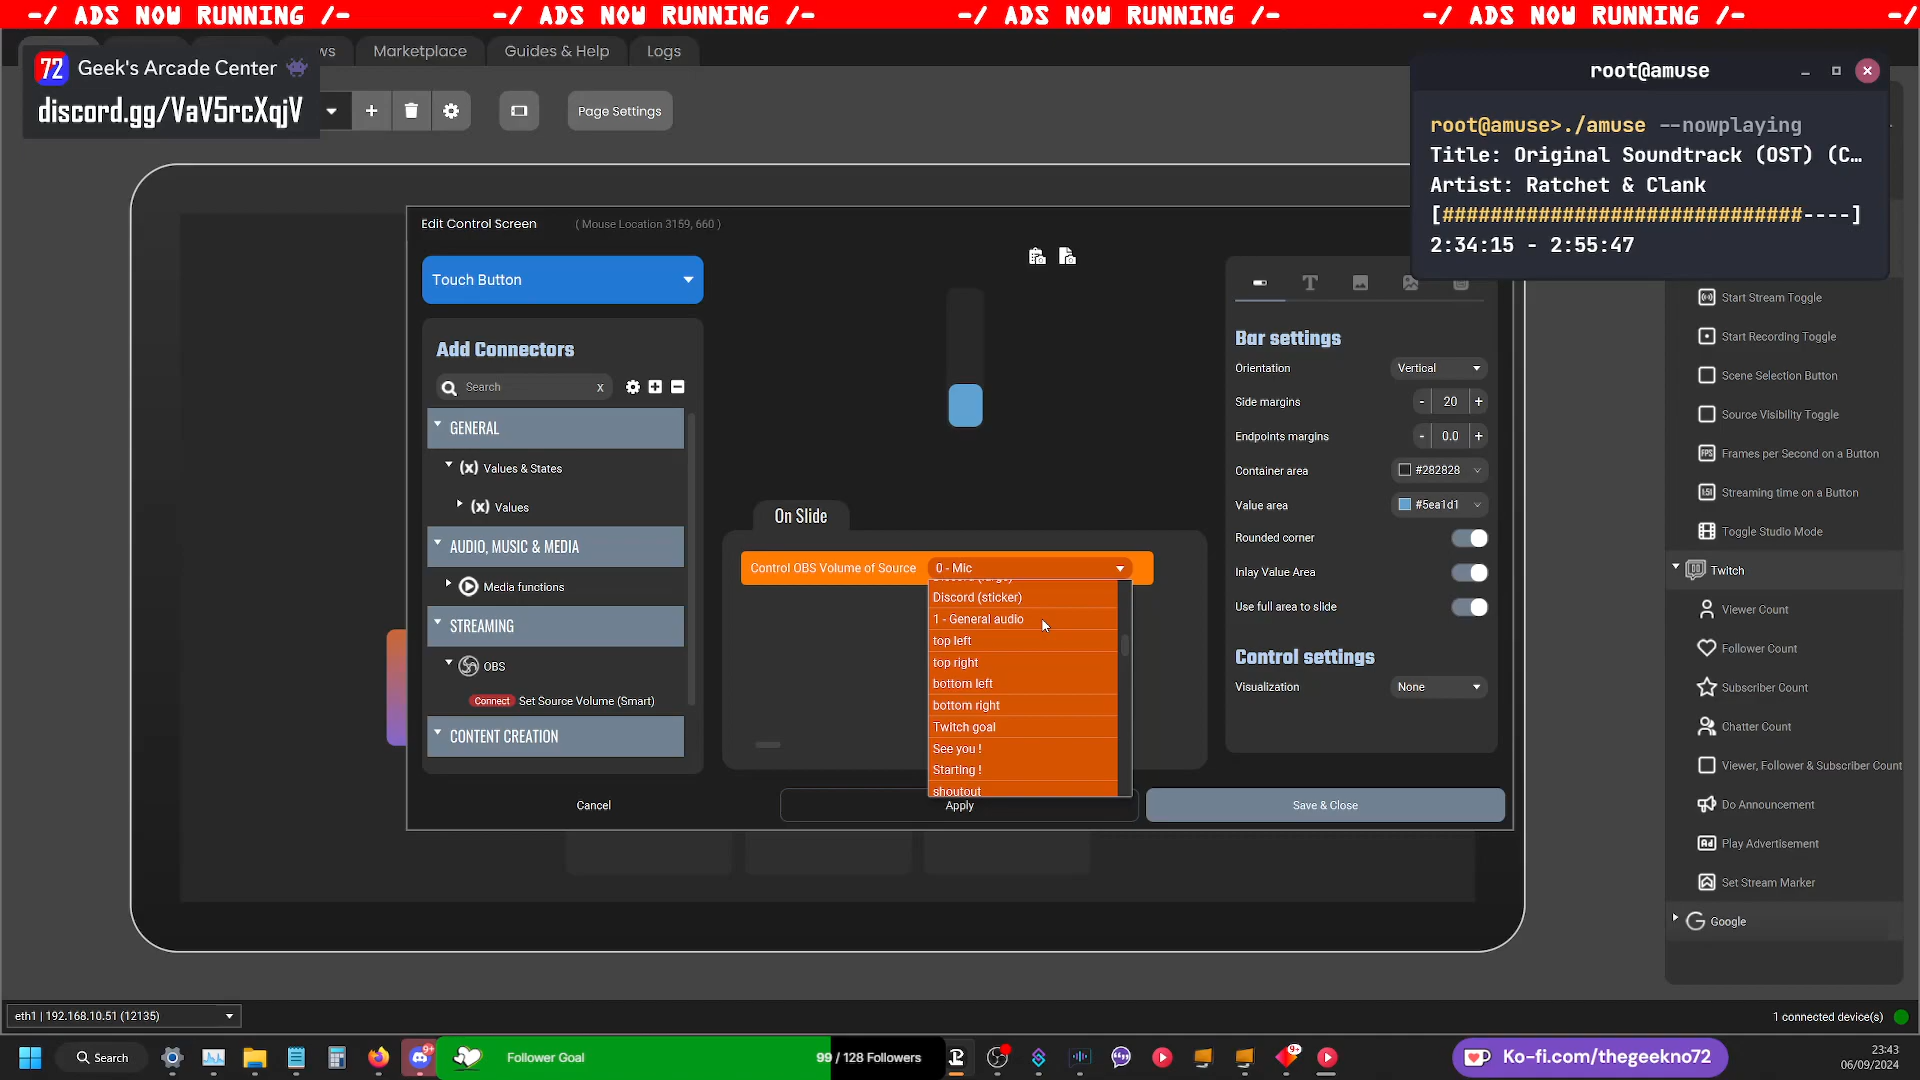 -/ ADS NOW RUNNING /- -/ ADS NOW RUNNING /- -/ ADS NOW RUNNING /- -/ ADS NOW RUNNING /- -/
ws Marketplace Guides & Help Logs
72 Geek's Arcade Center
discord.gg/VaV5rcXqjV
Page Settings
root@amuse
root@amuse>./amuse --nowplaying
Title: Original Soundtrack (OST) (C…
Artist: Ratchet & Clank
[##############################----]
2:34:15 - 2:55:47
Edit Control Screen ( Mouse Location 3159, 660 )
Touch Button
Add Connectors
Search x
GENERAL
(x) Values & States
(x) Values
AUDIO, MUSIC & MEDIA
Media functions
STREAMING
OBS
Connect Set Source Volume (Smart)
CONTENT CREATION
On Slide
Control OBS Volume of Source 0 - Mic
Discord (sticker)
1 - General audio
top left
top right
bottom left
bottom right
Twitch goal
See you !
Starting !
shoutout
Bar settings
Orientation Vertical
Side margins - 20 +
Endpoints margins - 0.0 +
Container area #282828
Value area #5ea1d1
Rounded corner
Inlay Value Area
Use full area to slide
Control settings
Visualization None
Cancel Apply Save & Close
Start Stream Toggle
Start Recording Toggle
Scene Selection Button
Source Visibility Toggle
FPS Frames per Second on a Button
Streaming time on a Button
Toggle Studio Mode
Twitch
Viewer Count
Follower Count
Subscriber Count
Chatter Count
Viewer, Follower & Subscriber Count
Do Announcement
Ad Play Advertisement
Set Stream Marker
Google
eth1 | 192.168.10.51 (12135) 1 connected device(s)
Search 9+ Follower Goal 99 / 128 Followers 9+ Ko-fi.com/thegeekno72 23:43
06/09/2024